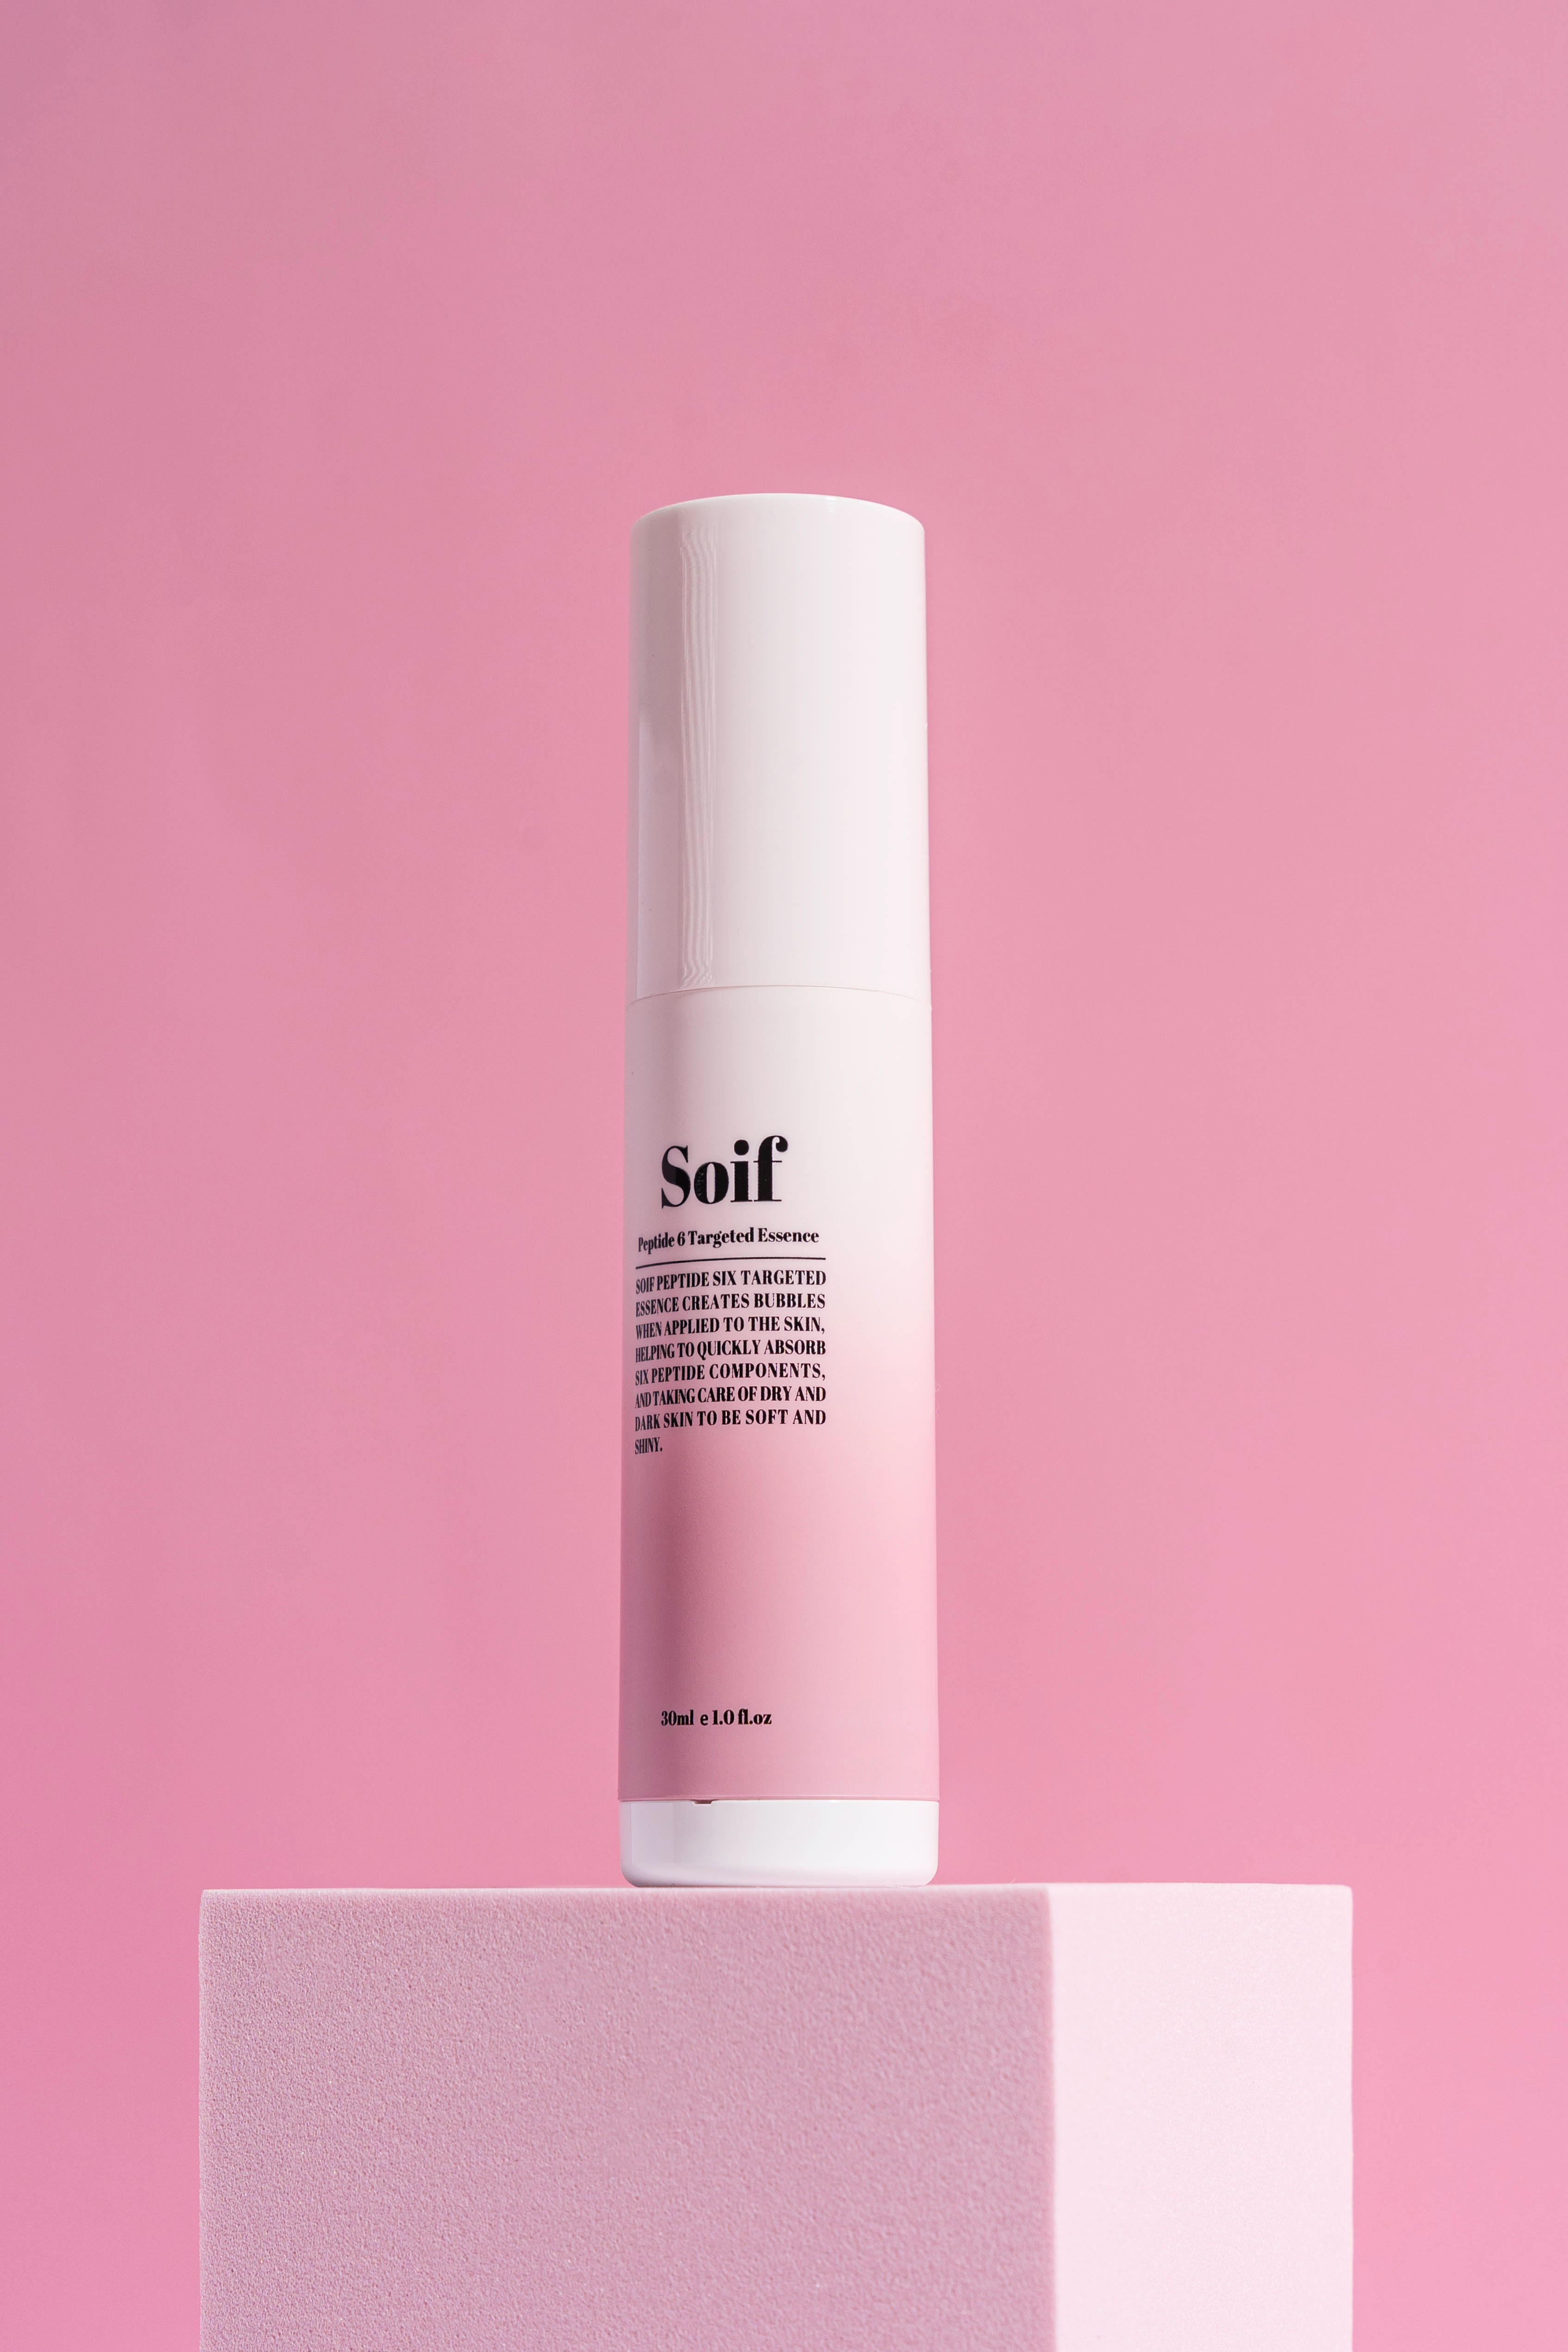 Soif
Peptide 6 Targeted Essence
SOIF PEPTIDE SIX TARGETED
ESSENCE CREATES BUBBLES
WHEN APPLIED TO THE SKIN,
HELPING TO QUICKLY ABSORB
SIX PEPTIDE COMPONENTS,
AND TAKING CARE OF DRY AND
DARK SKIN TO BE SOFT AND
SHINY.
30ml e 1.0 fl.oz